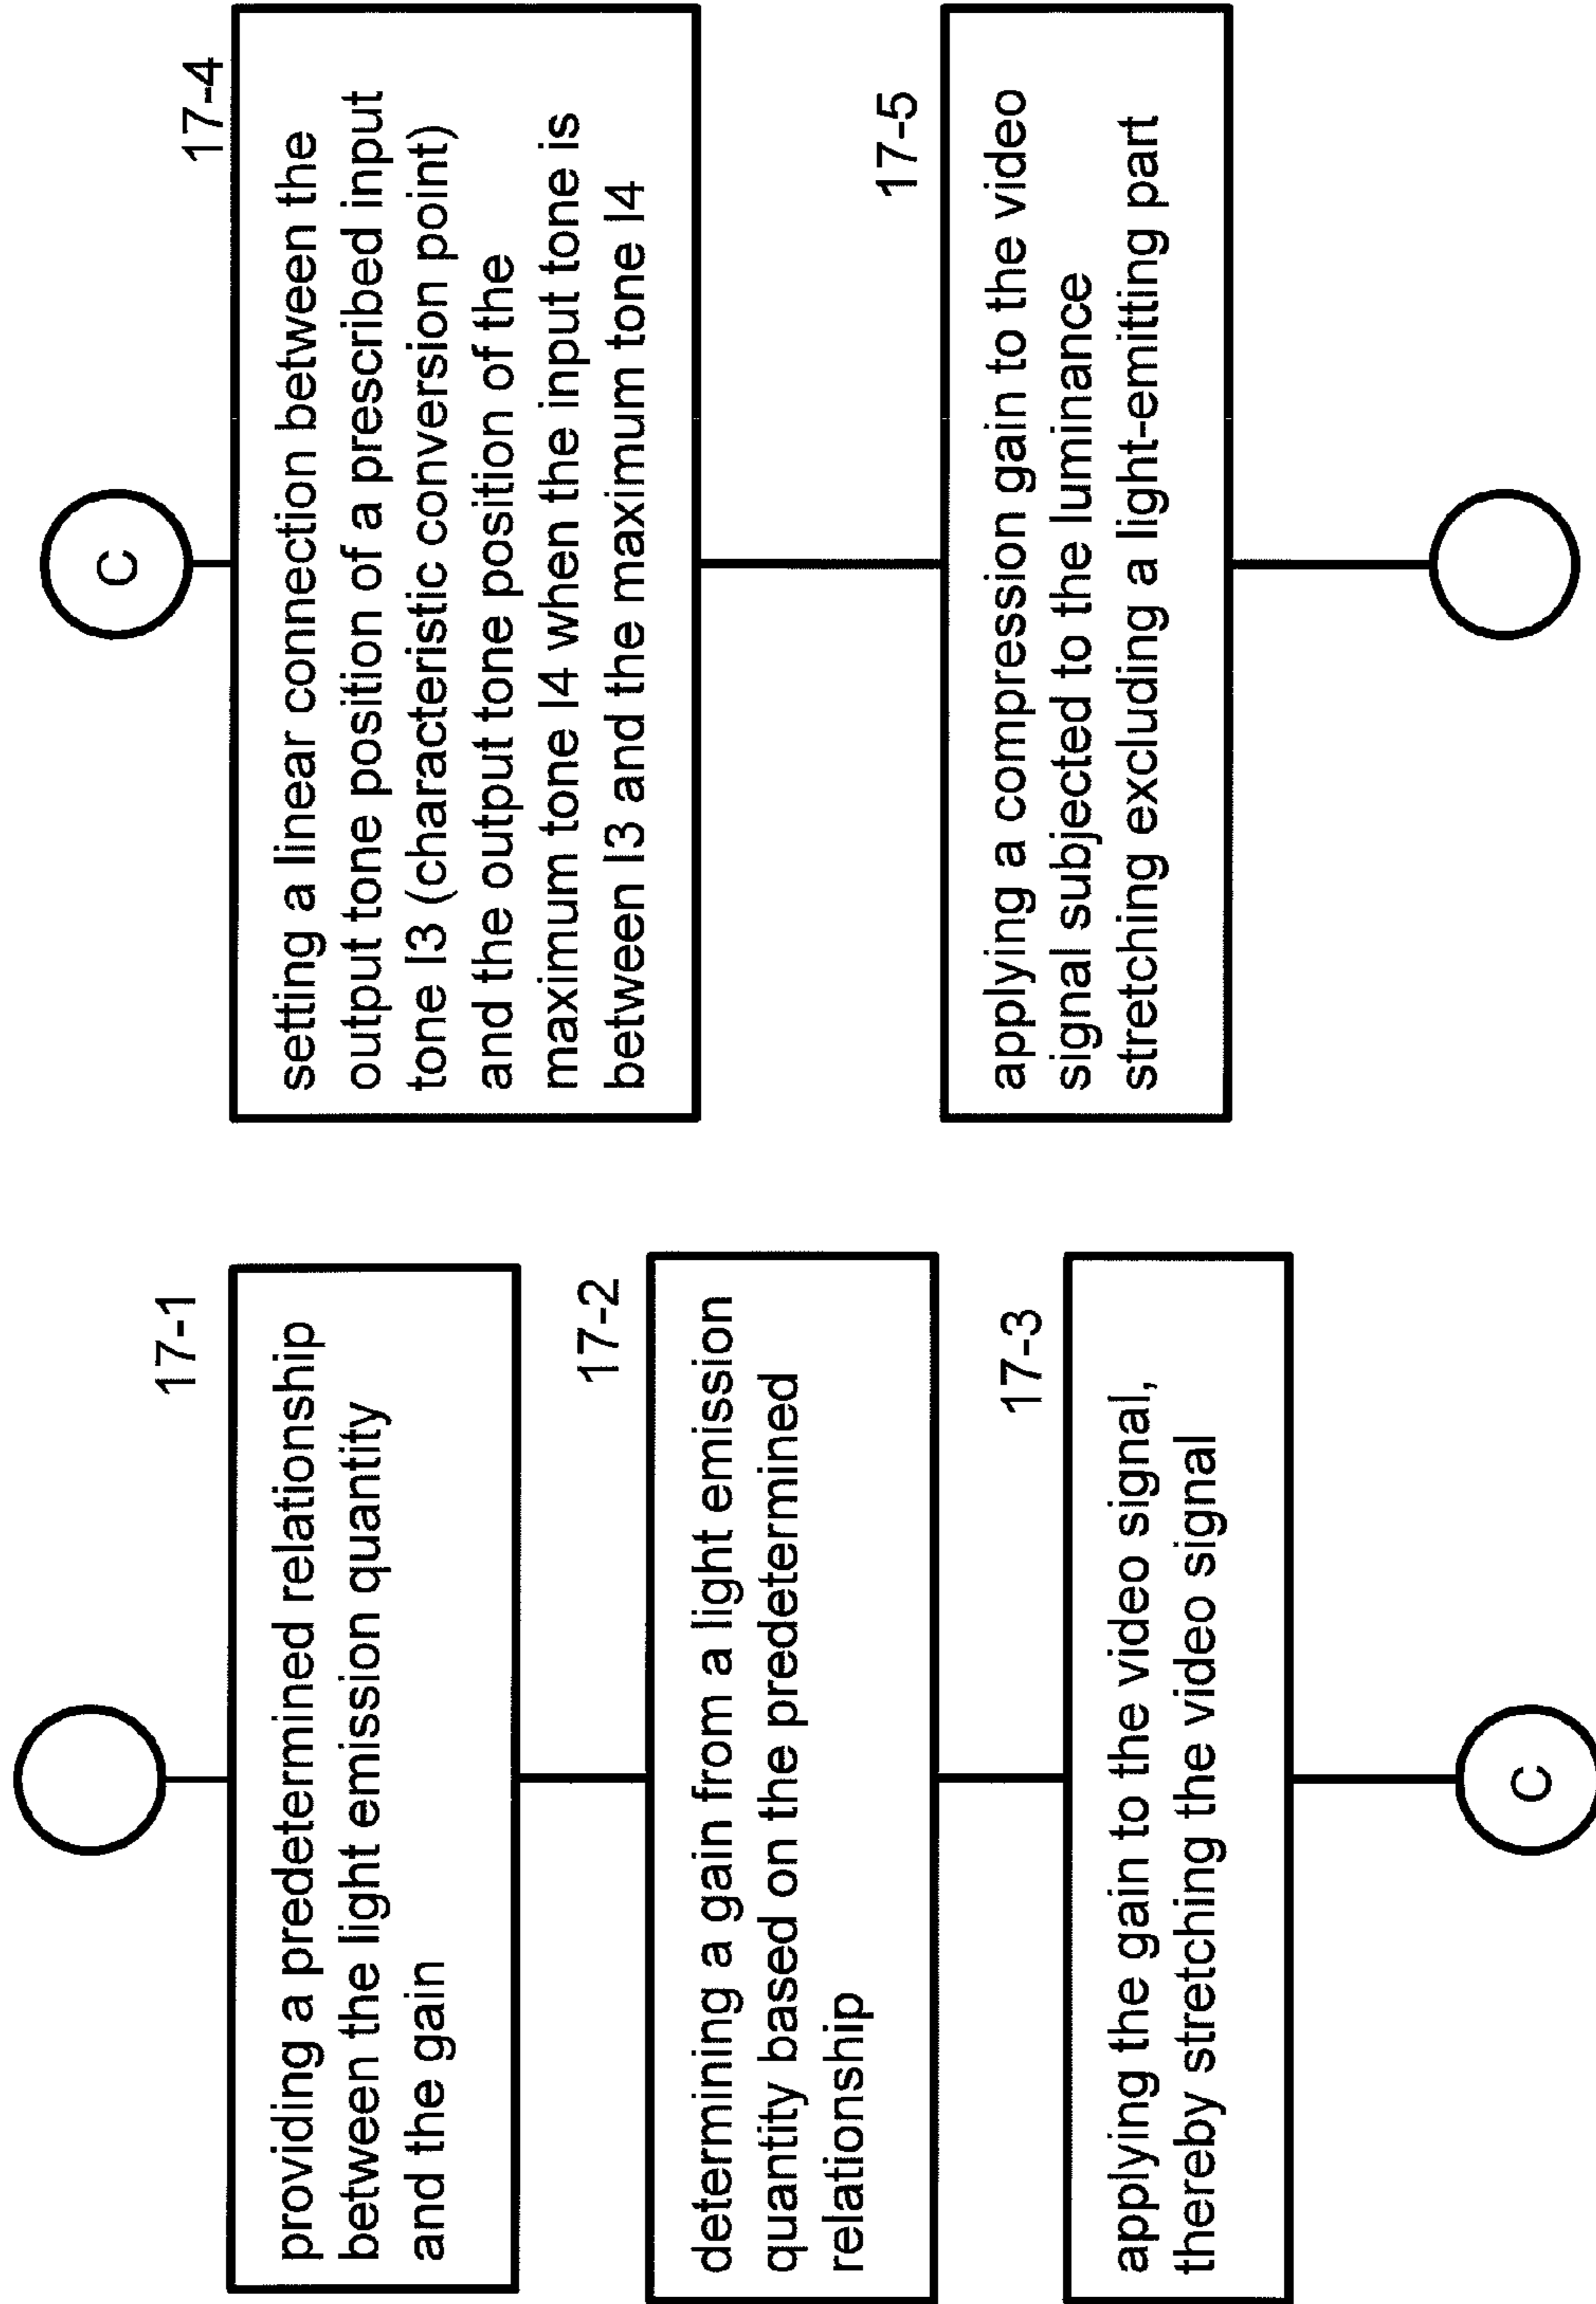 17-1
providing a predetermined relationship
between the light emission quantity
and the gain
17-2
determining a gain from a light emission
quantity based on the predetermined
relationship
17-3
applying the gain to the video signal,
thereby stretching the video signal
C
C
17-4
setting a linear connection between the
output tone position of a prescribed input
tone I3 (characteristic conversion point)
and the output tone position of the
maximum tone I4 when the input tone is
between I3 and the maximum tone I4
17-5
applying a compression gain to the video
signal subjected to the luminance
stretching excluding a light-emitting part